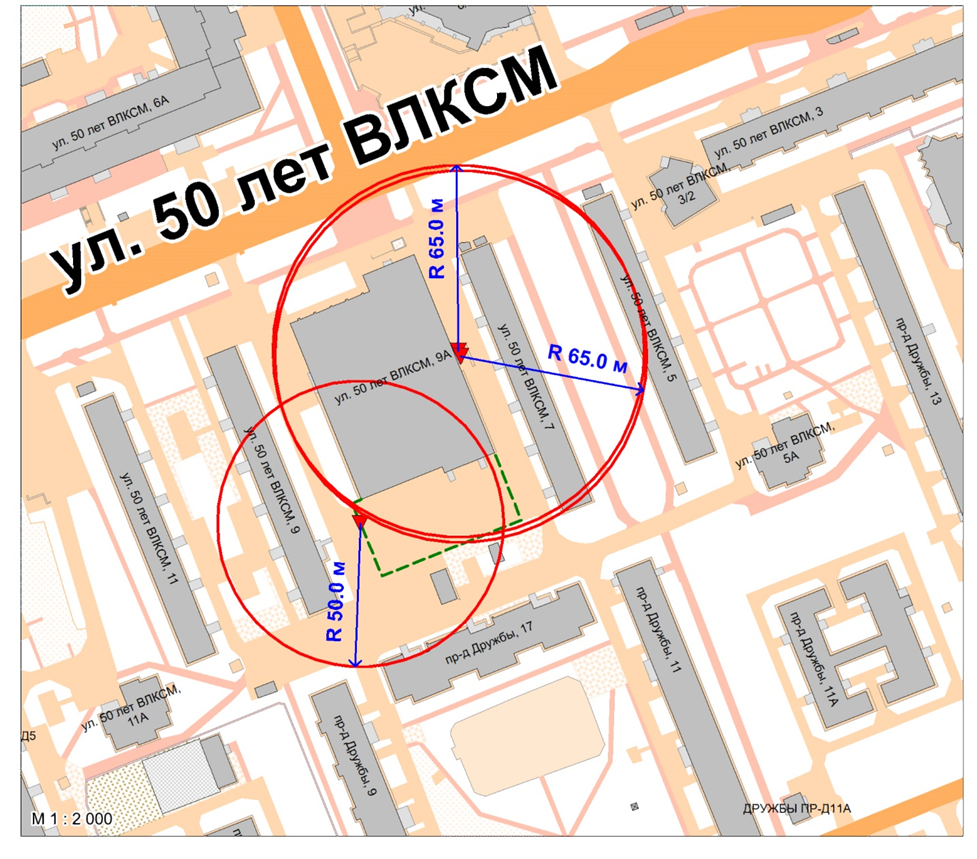 ул. 50 лет ВЛКСМ, 6А
ул. 50 лет ВЛКСМ
ул. 50 лет ВЛКСМ, 3
ул. 50 лет ВЛКСМ,
3/2
R 65.0 м
ул. 50 лет ВЛКСМ, 5
пр-д Дружбы, 13
R 65.0 м
ул. 50 лет ВЛКСМ, 9А
ул. 50 лет ВЛКСМ, 7
ул. 50 лет ВЛКСМ,
5А
ул. 50 лет ВЛКСМ, 9
ул. 50 лет ВЛКСМ, 11
R 50.0 м
пр-д Дружбы, 17
пр-д Дружбы, 11
пр-д Дружбы, 11А
ул. 50 лет ВЛКСМ,
11А
Д5
пр-д Дружбы, 9
М 1 : 2 000
ДРУЖБЫ ПР-Д11А